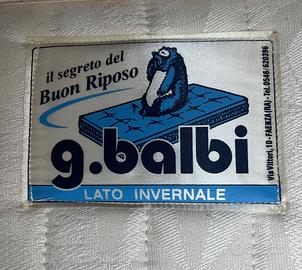 il segreto del
Buon Riposo
g.balbi
LATO INVERNALE
Via Vittori, 10 - FAENZA (RA) - Tel. 0546/620396